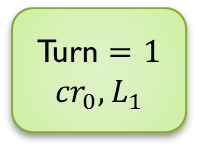 Turn = 1
cr₀, L₁